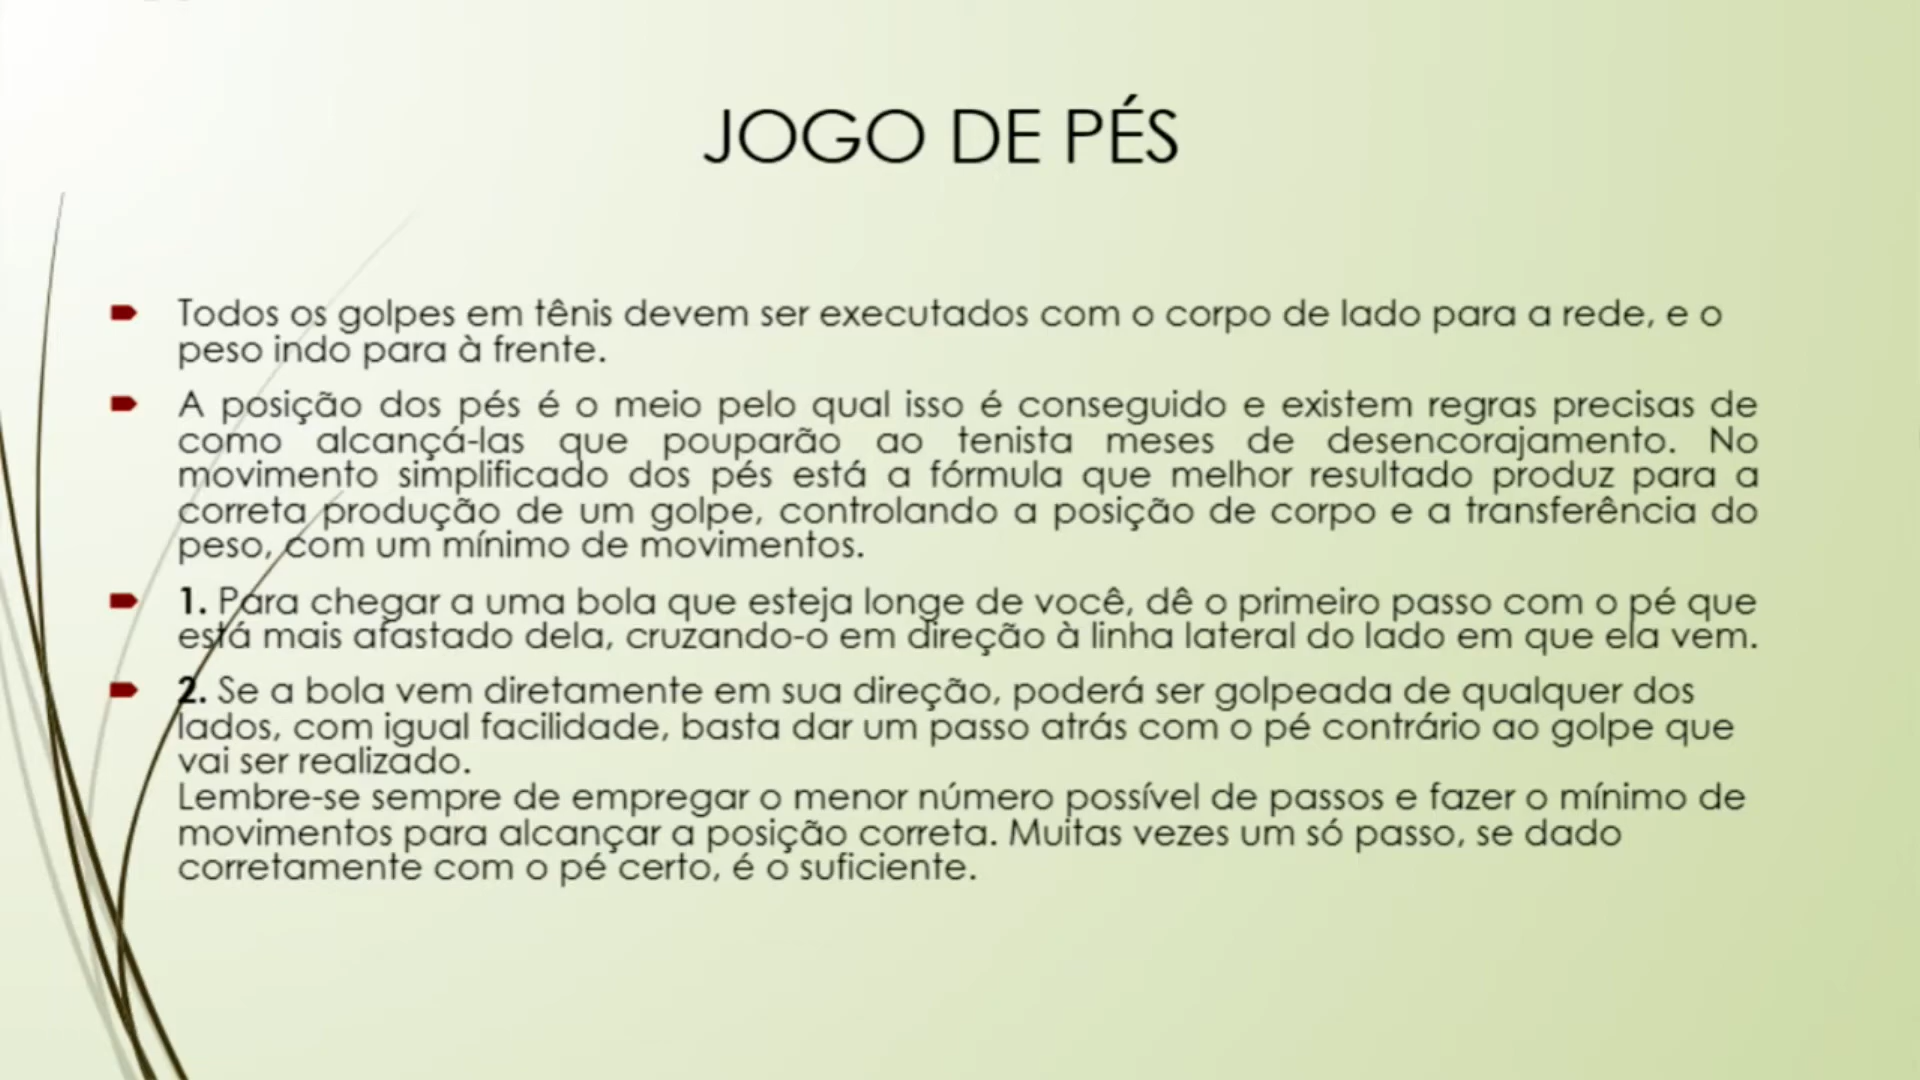 JOGO DE PÉS
Todos os golpes em tênis devem ser executados com o corpo de lado para a rede, e o
peso indo para à frente.
A posição dos pés é o meio pelo qual isso é conseguido e existem regras precisas de
como alcançá-las que pouparão ao tenista meses de desencorajamento. No
movimento simplificado dos pés está a fórmula que melhor resultado produz para a
correta produção de um golpe, controlando a posição de corpo e a transferência do
peso, com um mínimo de movimentos.
1. Para chegar a uma bola que esteja longe de você, dê o primeiro passo com o pé que
está mais afastado dela, cruzando-o em direção à linha lateral do lado em que ela vem.
2. Se a bola vem diretamente em sua direção, poderá ser golpeada de qualquer dos
lados, com igual facilidade, basta dar um passo atrás com o pé contrário ao golpe que
vai ser realizado.
Lembre-se sempre de empregar o menor número possível de passos e fazer o mínimo de
movimentos para alcançar a posição correta. Muitas vezes um só passo, se dado
corretamente com o pé certo, é o suficiente.